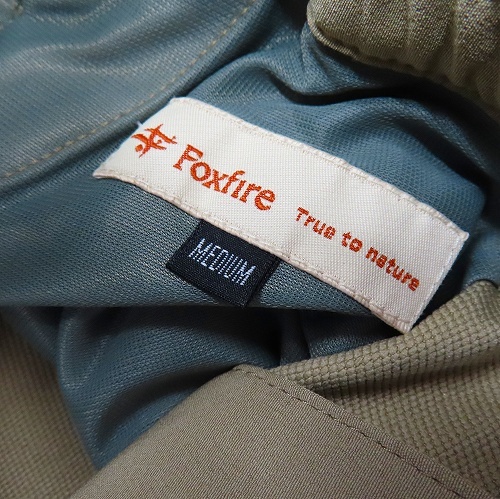 Foxfire True to nature
MEDIUM